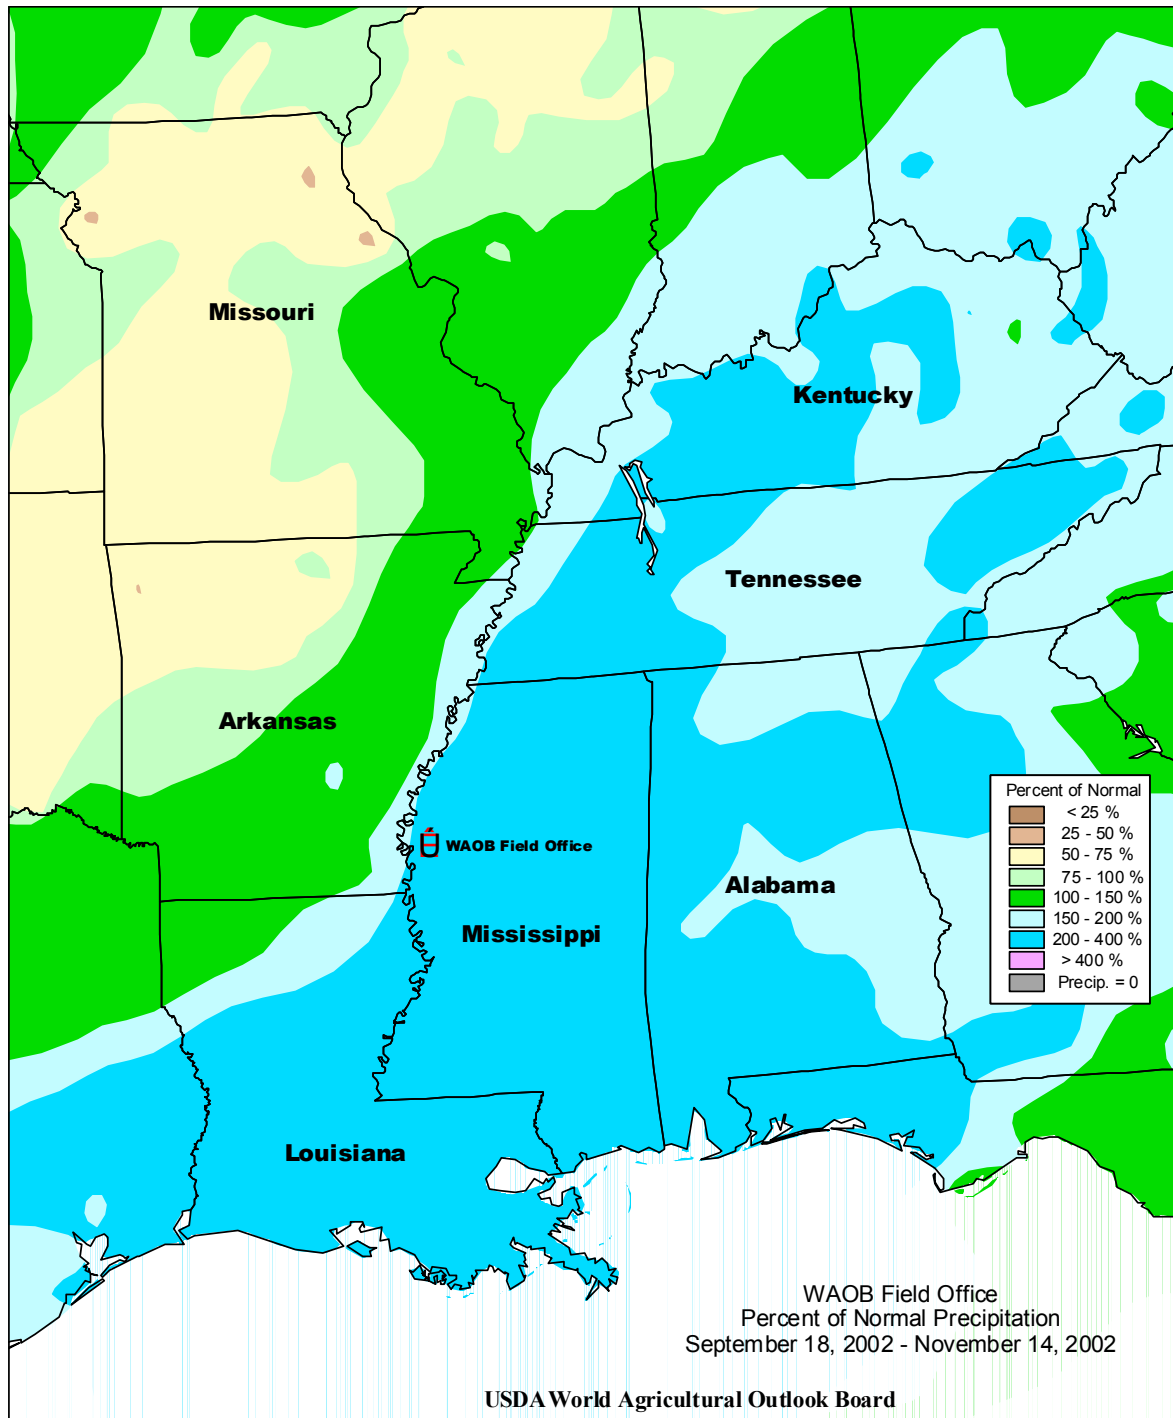 Missouri
Kentucky
Tennessee
Arkansas
Percent of Normal
< 25 %
25 - 50 %
50 - 75 %
75 - 100 %
100 - 150 %
150 - 200 %
200 - 400 %
> 400 %
Precip. = 0
WAOB Field Office
Alabama
Mississippi
Louisiana
WAOB Field Office
Percent of Normal Precipitation
September 18, 2002 - November 14, 2002
USDA World Agricultural Outlook Board